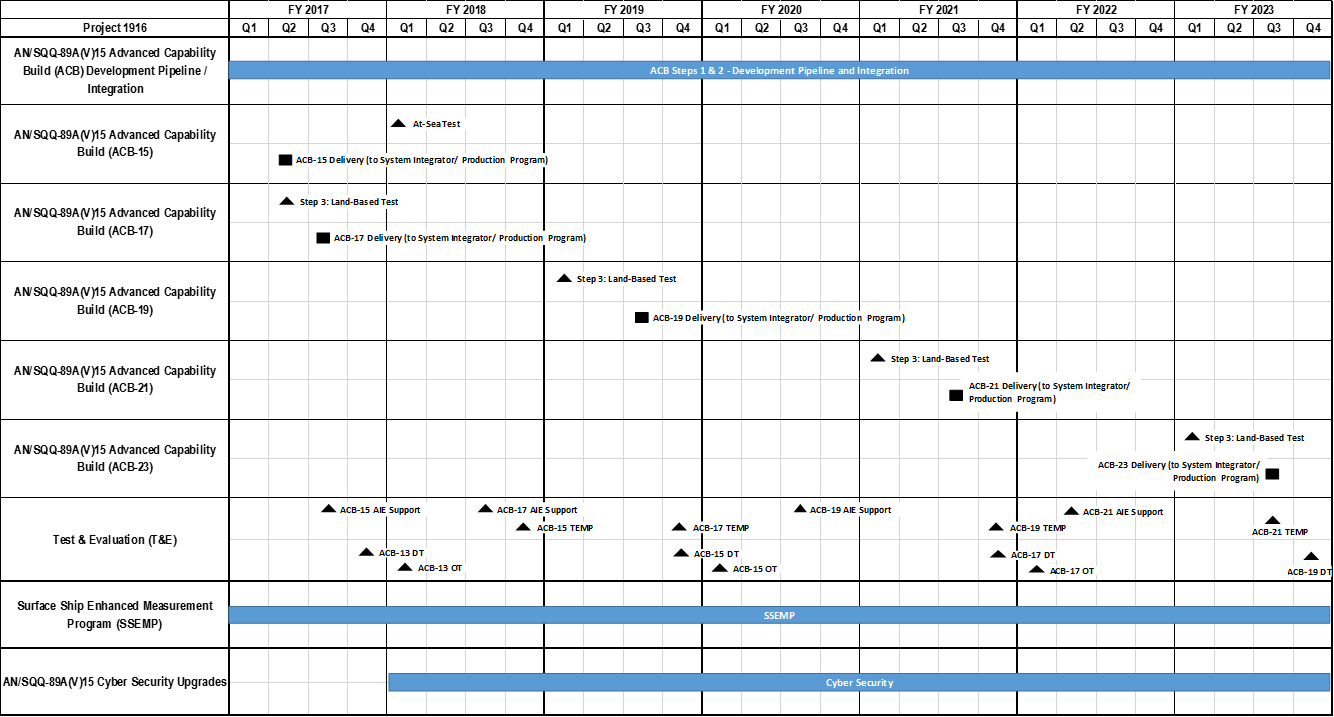 FY 2017 FY 2018 FY 2019 FY 2020 FY 2021 FY 2022 FY 2023
Project 1916 Q1 Q2 Q3 Q4 Q1 Q2 Q3 Q4 Q1 Q2 Q3 Q4 Q1 Q2 Q3 Q4 Q1 Q2 Q3 Q4 Q1 Q2 Q3 Q4 Q1 Q2 Q3 Q4
AN/SQQ-89A(V)15 Advanced Capability
Build (ACB) Development Pipeline /
Integration
ACB Steps 1 & 2 - Development Pipeline and Integration
AN/SQQ-89A(V)15 Advanced Capability
Build (ACB-15)
At-Sea Test
ACB-15 Delivery (to System Integrator/ Production Program)
AN/SQQ-89A(V)15 Advanced Capability
Build (ACB-17)
Step 3: Land-Based Test
ACB-17 Delivery (to System Integrator/ Production Program)
AN/SQQ-89A(V)15 Advanced Capability
Build (ACB-19)
Step 3: Land-Based Test
ACB-19 Delivery (to System Integrator/ Production Program)
AN/SQQ-89A(V)15 Advanced Capability
Build (ACB-21)
Step 3: Land-Based Test
ACB-21 Delivery (to System Integrator/
Production Program)
AN/SQQ-89A(V)15 Advanced Capability
Build (ACB-23)
Step 3: Land-Based Test
ACB-23 Delivery (to System Integrator/
Production Program)
Test & Evaluation (T&E)
ACB-15 AIE Support ACB-17 AIE Support ACB-19 AIE Support ACB-21 AIE Support
ACB-15 TEMP ACB-17 TEMP ACB-19 TEMP ACB-21 TEMP
ACB-13 DT ACB-15 DT ACB-17 DT
ACB-13 OT ACB-15 OT ACB-17 OT ACB-19 DT
Surface Ship Enhanced Measurement
Program (SSEMP)
SSEMP
AN/SQQ-89A(V)15 Cyber Security Upgrades
Cyber Security